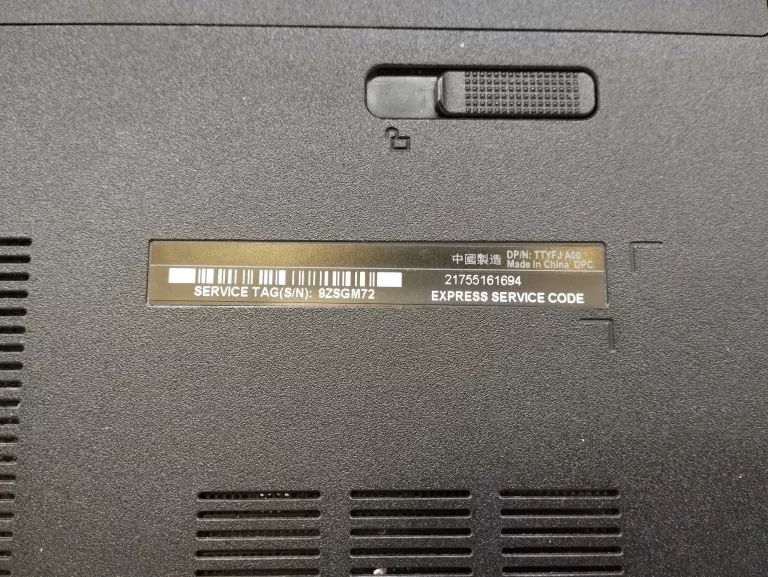 中國製造 DP/N: TTYFJ A00
Made in China DPC
SERVICE TAG(S/N): 9ZSGM72
21755161694
EXPRESS SERVICE CODE